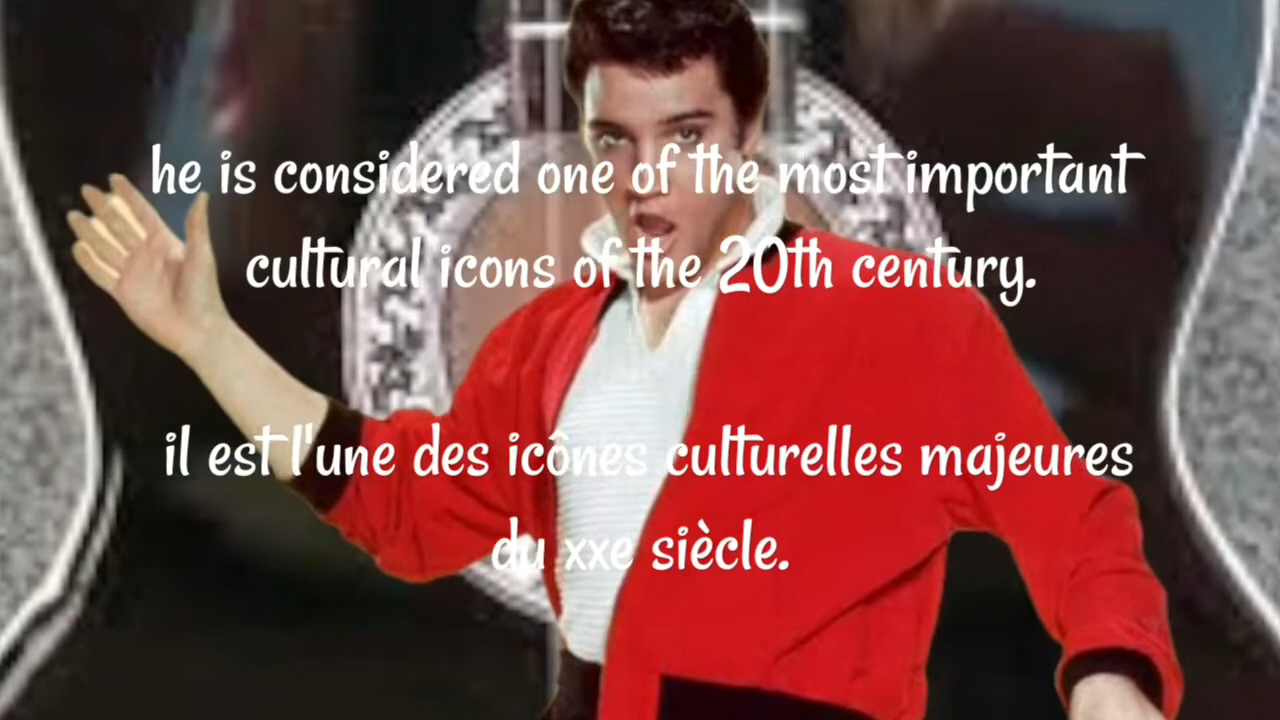 he is considered one of the most important
cultural icons of the 20th century.
il est l'une des icônes culturelles majeures
du xxe siècle.